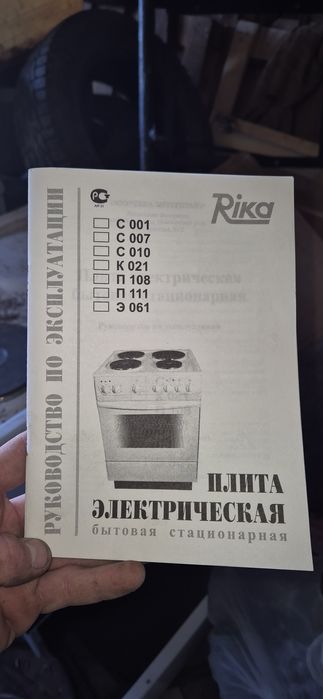 Rika
С 001
С 007
С 010
К 021
П 108
П 111
Э 061
РУКОВОДСТВО ПО ЭКСПЛУАТАЦИИ
ПЛИТА
ЭЛЕКТРИЧЕСКАЯ
бытовая стационарная